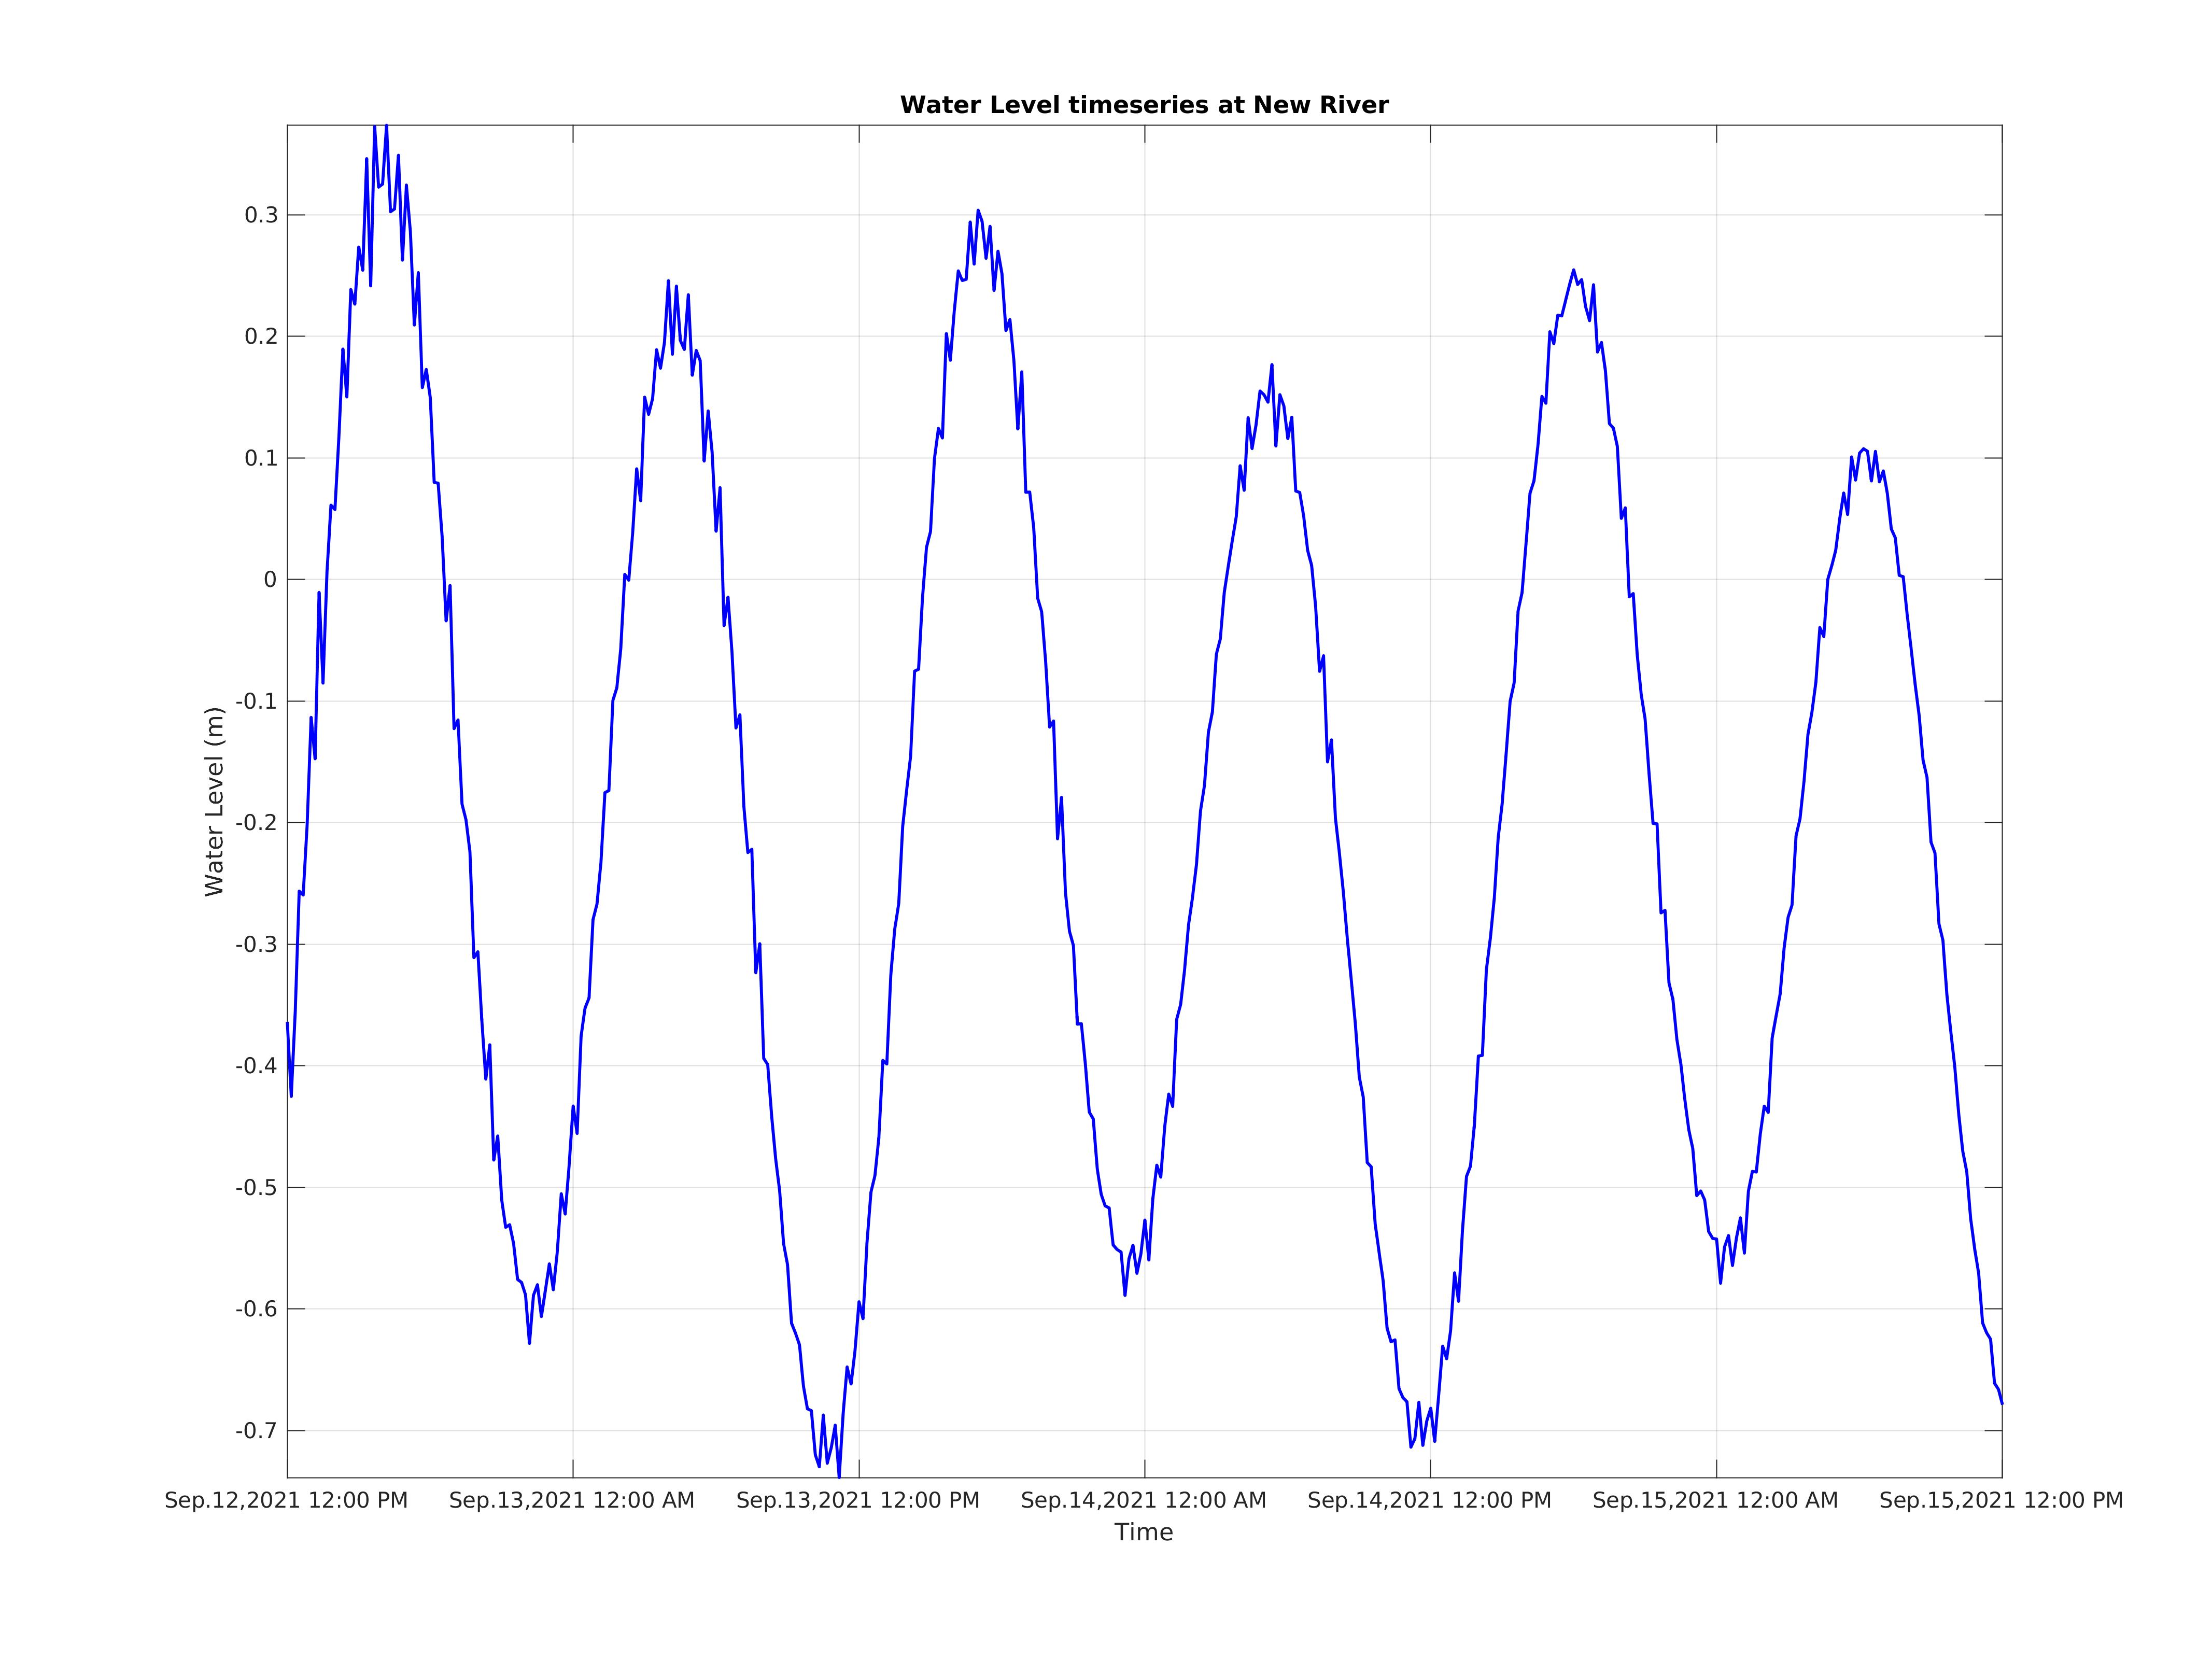 Water Level timeseries at New River
0.3
0.2
0.1
0
-0.1
-0.2
-0.3
-0.4
-0.5
-0.6
-0.7
Water Level (m)
Sep.12,2021 12:00 PM Sep.13,2021 12:00 AM Sep.13,2021 12:00 PM Sep.14,2021 12:00 AM Sep.14,2021 12:00 PM Sep.15,2021 12:00 AM Sep.15,2021 12:00 PM
Time